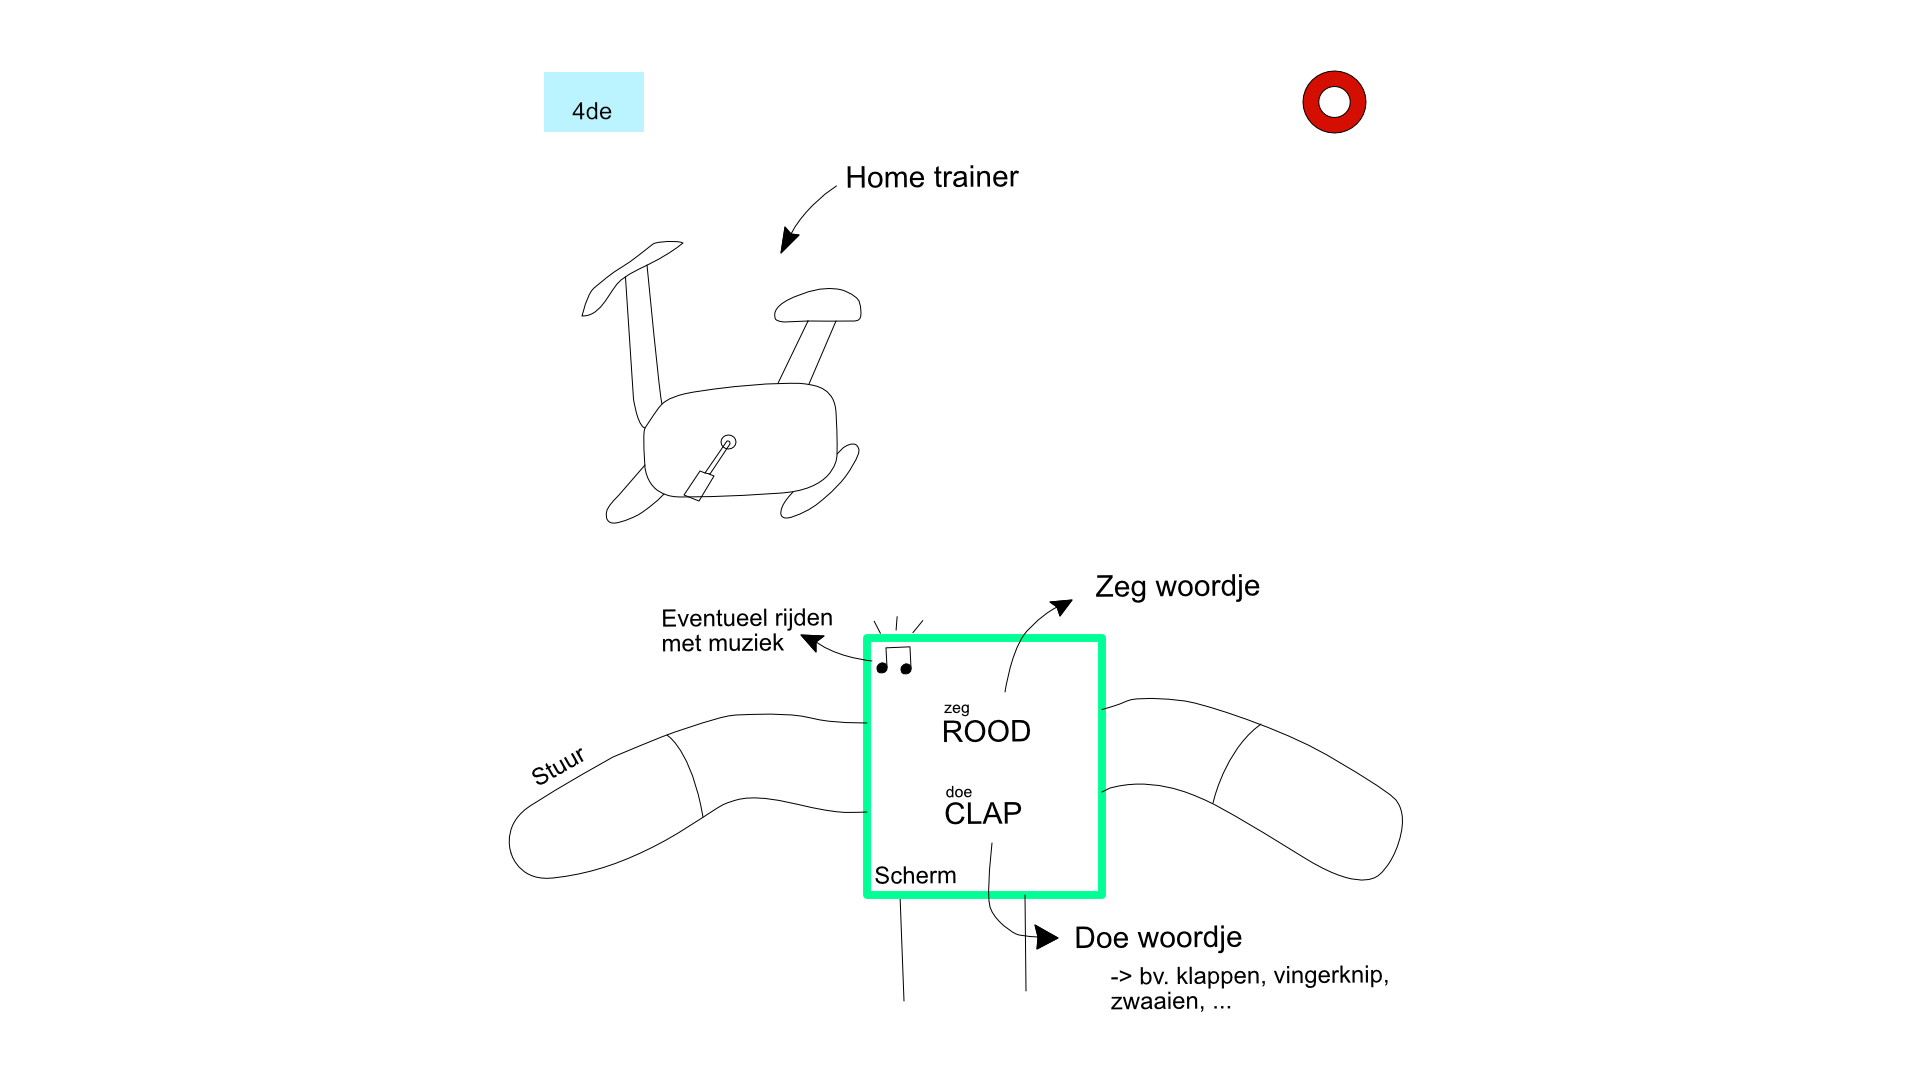 4de
Home trainer
Zeg woordje
Eventueel rijden
met muziek
zeg
ROOD
Stuur
doe
CLAP
Scherm
Doe woordje
-> bv. klappen, vingerknip,
zwaaien, ...